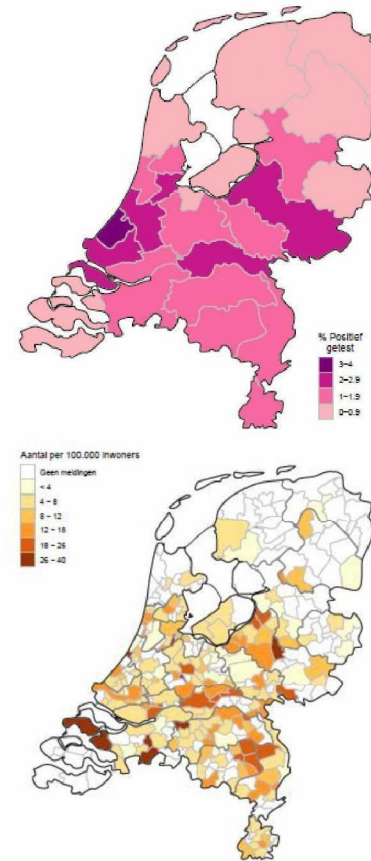 % Positief
getest
3-4
2-2.9
1-1.9
0-0.9
Aantal per 100.000 inwoners
Geen meldingen
< 4
4 - 8
8 - 12
12 - 18
18 - 26
26 - 40